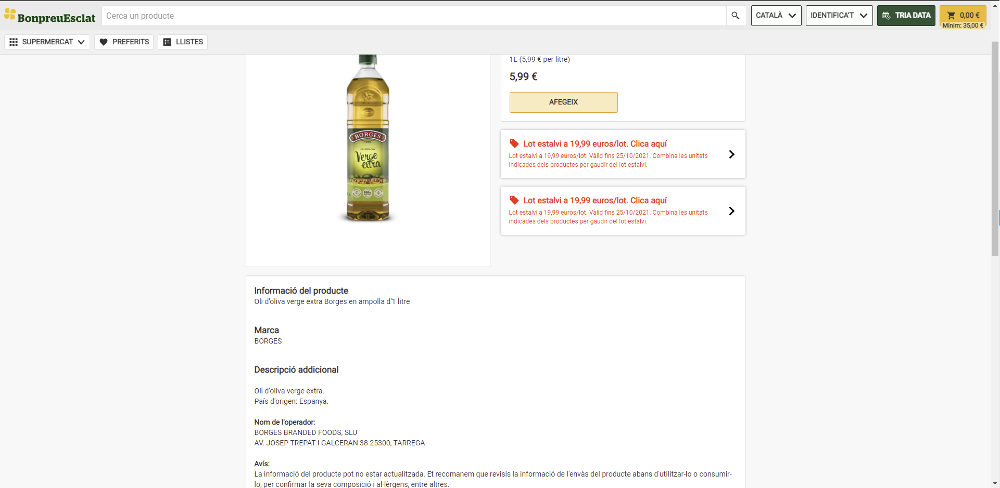 BonpreuEsclat
Cerca un producte
CATALÀ
IDENTIFICA'T
TRIA DATA
0,00 €
Mínim: 35,00 €
SUPERMERCAT
PREFERITS
LLISTES
1L (5,99 € per litre)
5,99 €
AFEGEIX
BORGES
Verge
extra
100%
Lot estalvi a 19,99 euros/lot. Clica aquí
Lot estalvi a 19,99 euros/lot. Vàlid fins 25/10/2021. Combina les unitats
indicades dels productes per gaudir del lot estalvi.
Lot estalvi a 19,99 euros/lot. Clica aquí
Lot estalvi a 19,99 euros/lot. Vàlid fins 25/10/2021. Combina les unitats
indicades dels productes per gaudir del lot estalvi.
Informació del producte
Oli d'oliva verge extra Borges en ampolla d'1 litre
Marca
BORGES
Descripció addicional
Oli d'oliva verge extra.
País d'origen: Espanya.
Nom de l'operador:
BORGES BRANDED FOODS, SLU
AV. JOSEP TREPAT I GALCERAN 38 25300, TARREGA
Avís:
La informació del producte pot no estar actualitzada. Et recomanem que revisis la informació de l'envàs del producte abans d'utilitzar-lo o consumir-
lo, per confirmar la seva composició i al·lèrgens, entre altres.